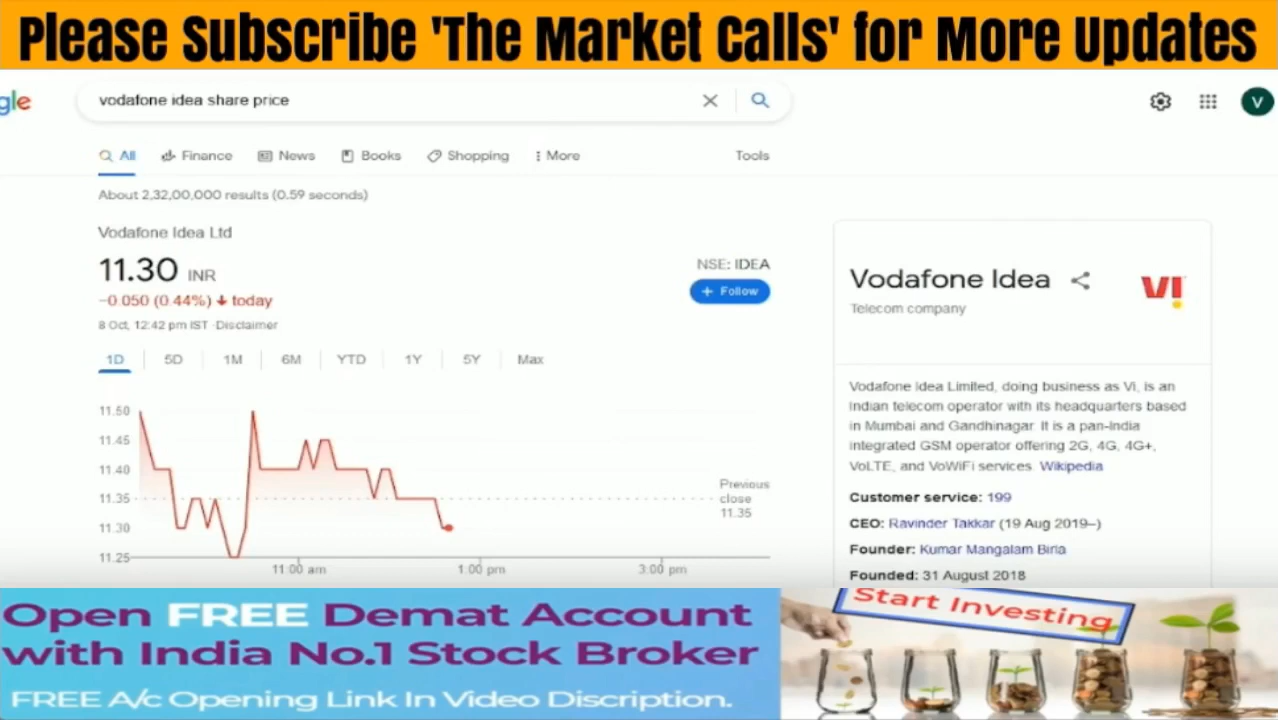 Please Subscribe 'The Market Calls' for More Updates
gle
vodafone idea share price
V
All Finance News Books Shopping More Tools
About 2,32,00,000 results (0.59 seconds)
Vodafone Idea Ltd
11.30 INR
−0.050 (0.44%) today
8 Oct, 12:42 pm IST · Disclaimer
NSE: IDEA
+ Follow
1D 5D 1M 6M YTD 1Y 5Y Max
11.50
11.45
11.40
11.35
11.30
11.25
Previous
close
11.35
11:00 am 1:00 pm 3:00 pm
Vodafone Idea
Telecom company
VI
Vodafone Idea Limited, doing business as Vi, is an
Indian telecom operator with its headquarters based
in Mumbai and Gandhinagar. It is a pan-India
integrated GSM operator offering 2G, 4G, 4G+,
VoLTE, and VoWiFi services. Wikipedia
Customer service: 199
CEO: Ravinder Takkar (19 Aug 2019–)
Founder: Kumar Mangalam Birla
Founded: 31 August 2018
Open FREE Demat Account
with India No.1 Stock Broker
FREE A/c Opening Link In Video Discription.
Start Investing